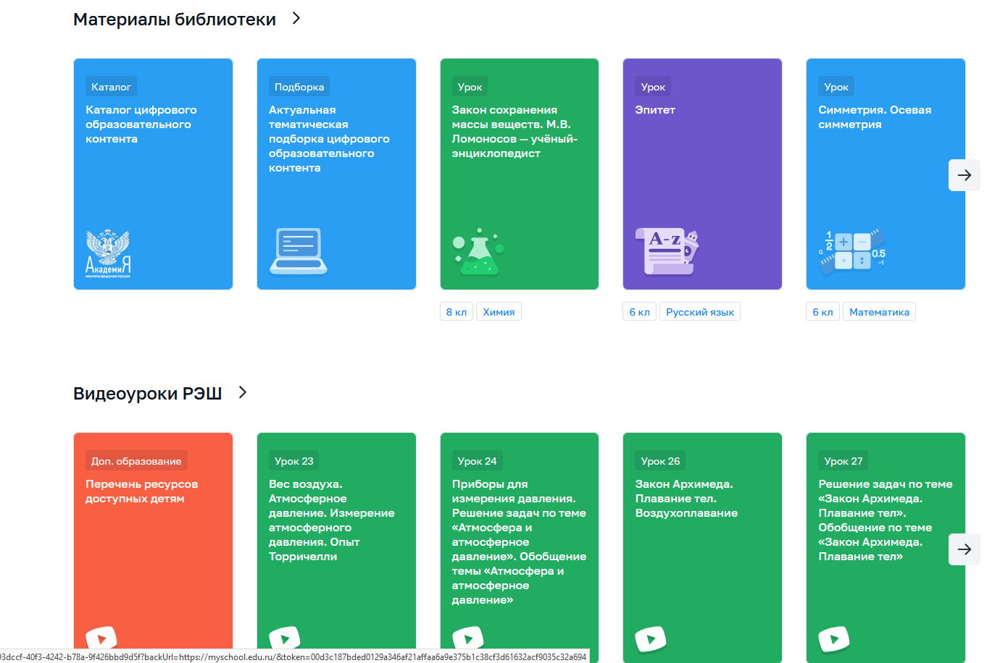 Материалы библиотеки
Каталог
Каталог цифрового
образовательного
контента
АкадемиЯ
МИНПРОСВЕЩЕНИЯ РОССИИ
Подборка
Актуальная
тематическая
подборка цифрового
образовательного
контента
Урок
Закон сохранения
массы веществ. М.В.
Ломоносов — учёный-
энциклопедист
8 кл
Химия
Урок
Эпитет
A-z
6 кл
Русский язык
Урок
Симметрия. Осевая
симметрия
1
2
a
0.5
-1
6 кл
Математика
Видеоуроки РЭШ
Доп. образование
Перечень ресурсов
доступных детям
Урок 23
Вес воздуха.
Атмосферное
давление. Измерение
атмосферного
давления. Опыт
Торричелли
Урок 24
Приборы для
измерения давления.
Решение задач по теме
«Атмосфера и
атмосферное
давление». Обобщение
темы «Атмосфера и
атмосферное
давление»
Урок 26
Закон Архимеда.
Плавание тел.
Воздухоплавание
Урок 27
Решение задач по теме
«Закон Архимеда.
Плавание тел».
Обобщение по теме
«Закон Архимеда.
Плавание тел»
93dccf-40f3-4242-b78a-9f426bbd9d5f?backUrl=https://myschool.edu.ru/&token=00d3c187bded0129a346af21affaa6a9e375b1c38cf3d61632acf9035c32a694